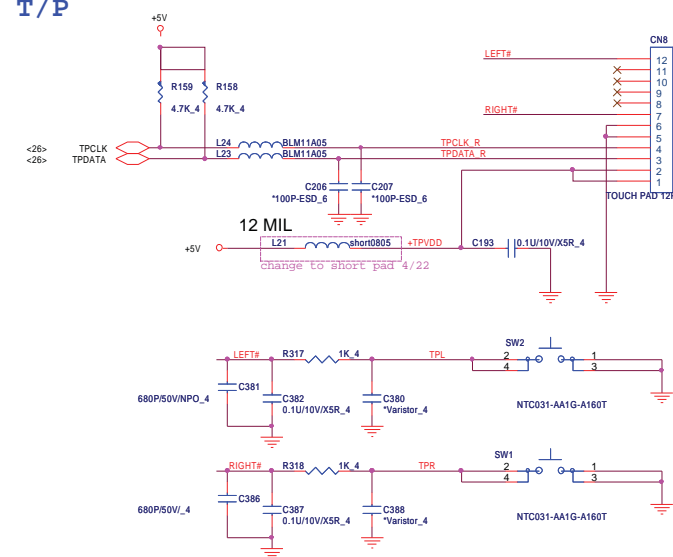 T/P
+5V
CN8
LEFT#
12
11
10
9
8
7
6
5
4
3
2
1
R159
R158
4.7K_4
4.7K_4
RIGHT#
<26>
TPCLK
L24
BLM11A05
TPCLK_R
<26>
TPDATA
L23
BLM11A05
TPDATA_R
C206
C207
*100P-ESD_6
*100P-ESD_6
TOUCH PAD 12P
12 MIL
+5V
L21
short0805
+TPVDD
C193
0.1U/10V/X5R_4
change to short pad 4/22
LEFT#
R317
1K_4
TPL
SW2
2
1
4
3
C381
680P/50V/NPO_4
C382
0.1U/10V/X5R_4
C380
*Varistor_4
NTC031-AA1G-A160T
RIGHT#
R318
1K_4
TPR
SW1
2
1
4
3
C386
680P/50V/_4
C387
0.1U/10V/X5R_4
C388
*Varistor_4
NTC031-AA1G-A160T